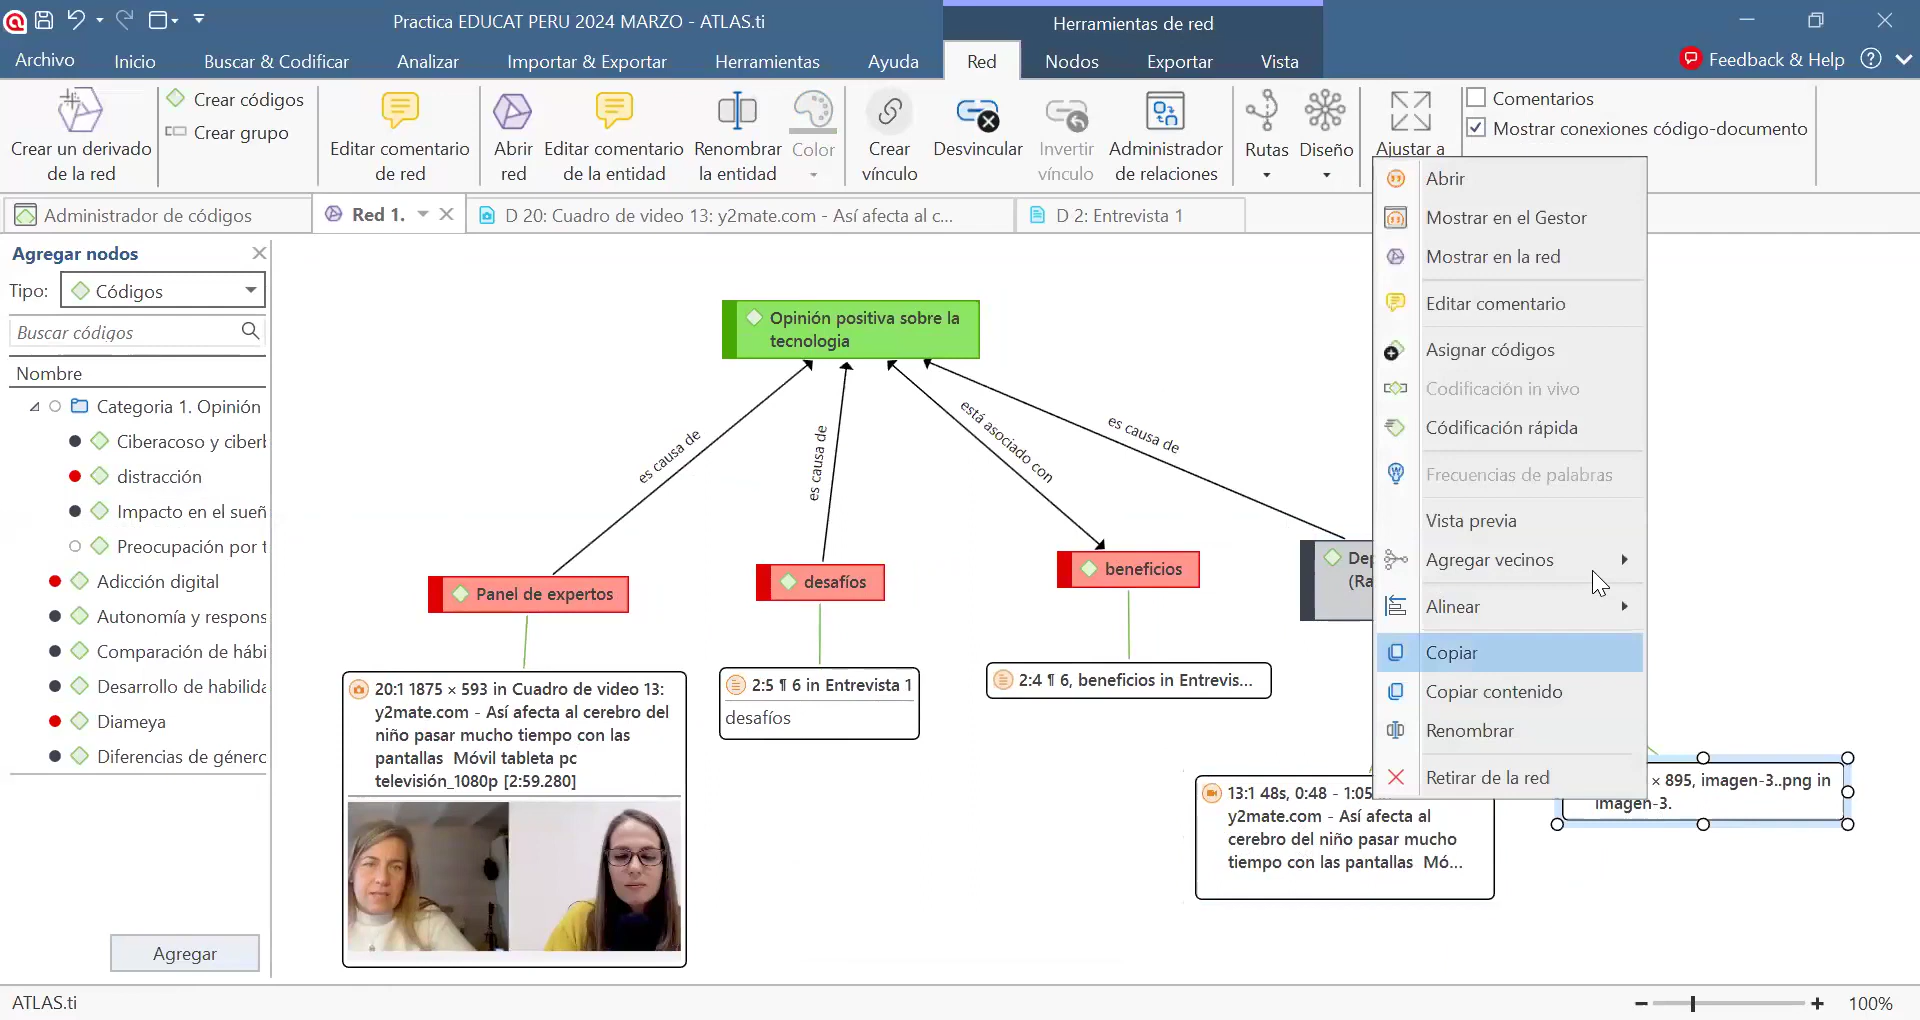 Practica EDUCAT PERU 2024 MARZO - ATLAS.ti
Herramientas de red
Archivo
Inicio
Buscar & Codificar
Analizar
Importar & Exportar
Herramientas
Ayuda
Red
Nodos
Exportar
Vista
Feedback & Help
Crear un derivado
de la red
Crear códigos
Crear grupo
Editar comentario
de red
Abrir
red
Editar comentario
de la entidad
Renombrar
la entidad
Color
Crear
vínculo
Desvincular
Invertir
vínculo
Administrador
de relaciones
Rutas
Diseño
Ajustar a
Comentarios
Mostrar conexiones código-documento
Administrador de códigos
Red 1.
D 20: Cuadro de video 13: y2mate.com - Así afecta al c...
D 2: Entrevista 1
Agregar nodos
Tipo:
Códigos
Buscar códigos
Nombre
Categoria 1. Opinión
Ciberacoso y ciberb
distracción
Impacto en el sueñ
Preocupación por t
Adicción digital
Autonomía y respons
Comparación de hábi
Desarrollo de habilida
Diameya
Diferencias de género
Agregar
Opinión positiva sobre la
tecnologia
es causa de
es causa de
está asociado con
es causa de
Panel de expertos
desafíos
beneficios
Dep
(Ra
20:1 1875 × 593 in Cuadro de video 13:
y2mate.com - Así afecta al cerebro del
niño pasar mucho tiempo con las
pantallas Móvil tableta pc
televisión_1080p [2:59.280]
2:5 ¶ 6 in Entrevista 1
desafíos
2:4 ¶ 6, beneficios in Entrevis...
13:1 48s, 0:48 - 1:05
y2mate.com - Así afecta al
cerebro del niño pasar mucho
tiempo con las pantallas Mó...
× 895, imagen-3..png in
imagen-3.
Abrir
Mostrar en el Gestor
Mostrar en la red
Editar comentario
Asignar códigos
Codificación in vivo
Códificación rápida
Frecuencias de palabras
Vista previa
Agregar vecinos
Alinear
Copiar
Copiar contenido
Renombrar
Retirar de la red
ATLAS.ti
100%